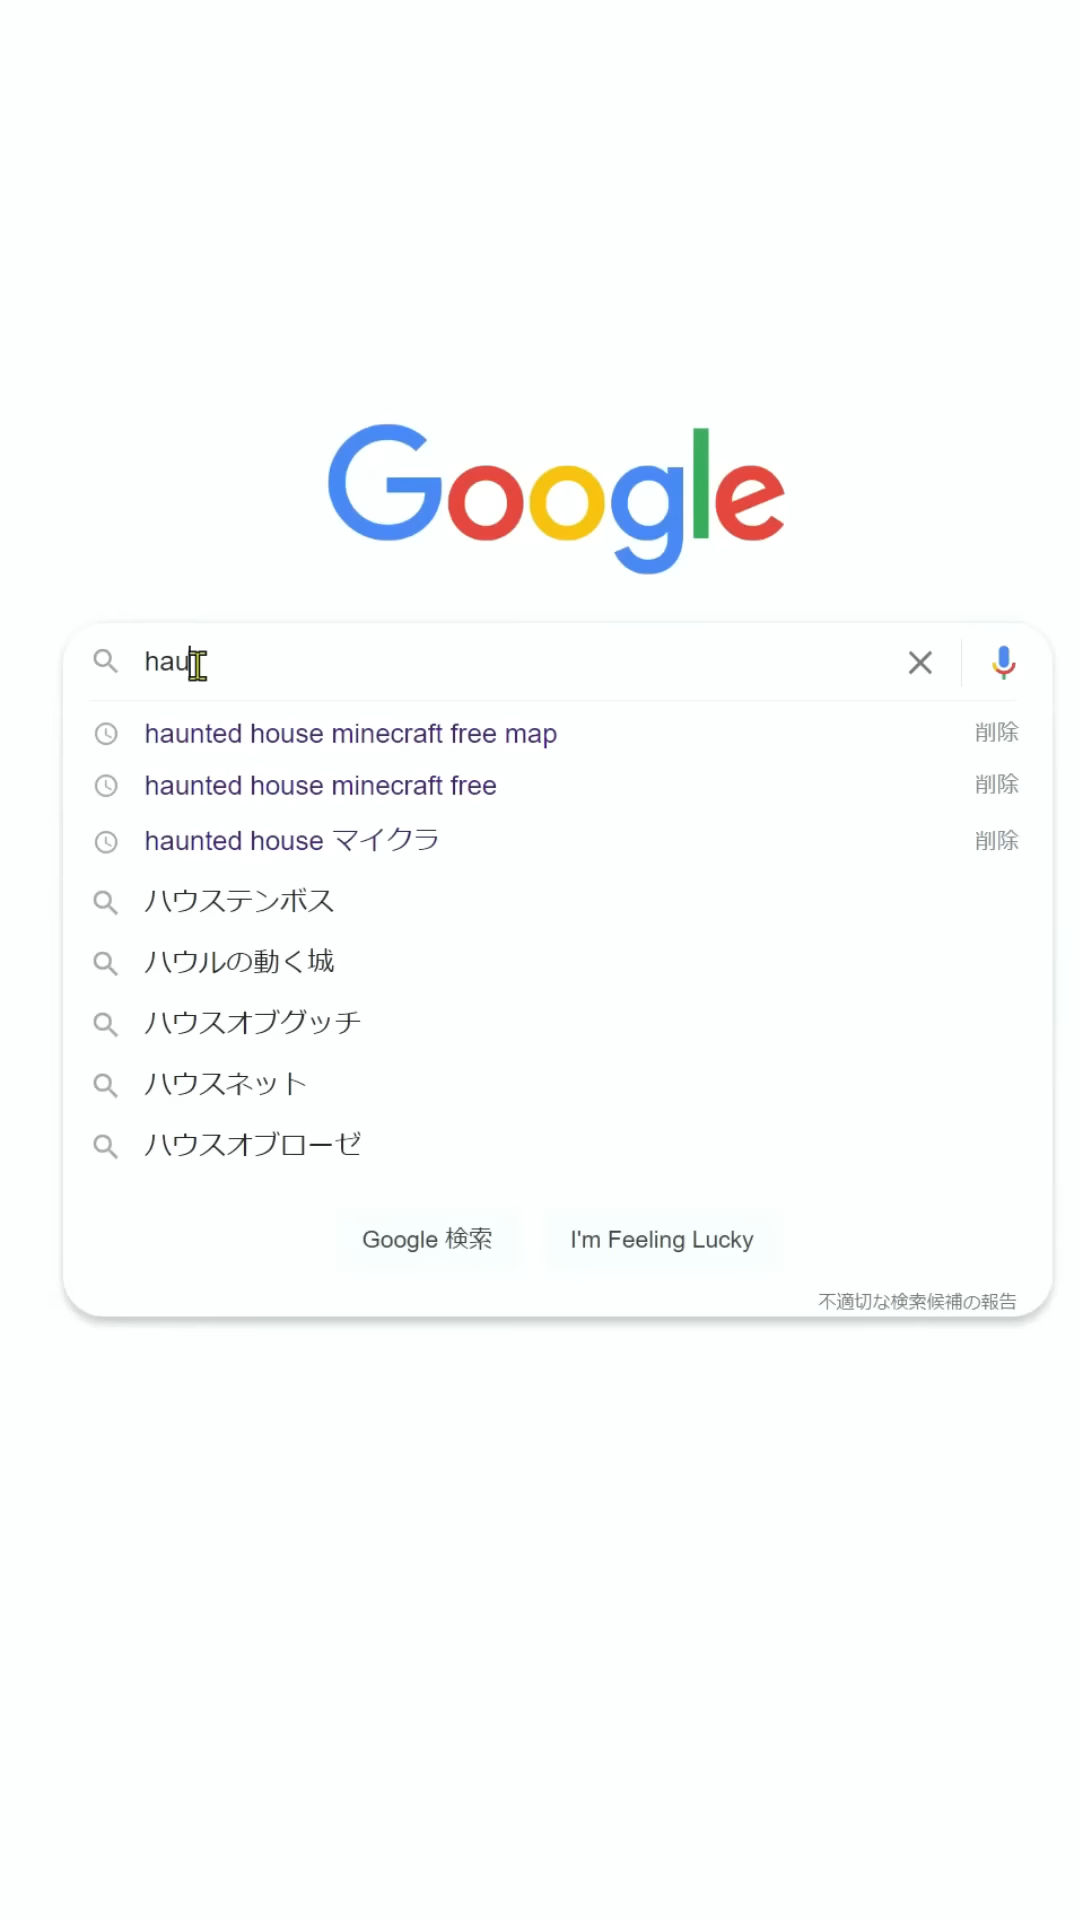 Google
hau
haunted house minecraft free map 削除
haunted house minecraft free 削除
haunted house マイクラ 削除
ハウステンボス
ハウルの動く城
ハウスオブグッチ
ハウスネット
ハウスオブローゼ
Google 検索 I'm Feeling Lucky
不適切な検索候補の報告